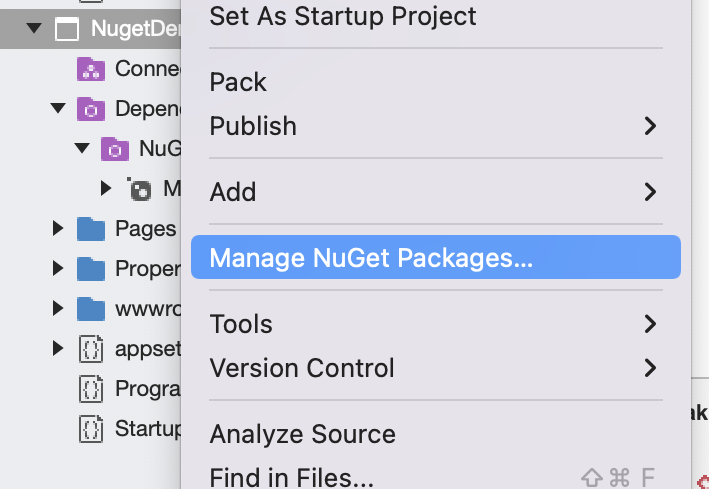 Set As Startup Project
NugetDe
Conne
Pack
Depen
Publish
NuG
M
Add
Pages
Manage NuGet Packages...
Proper
wwwro
Tools
appset
Version Control
Progra
ak
Startup
Analyze Source
Find in Files... ⇧⌘ F